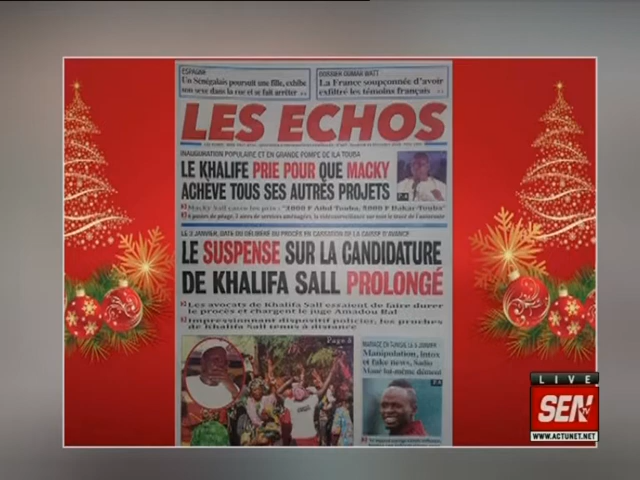 ESPAGNE
Un Sénégalais poursuit une fille, exhibe
son sexe dans la rue et se fait arrêter
DOSSIER OUMAR WATT
La France soupçonnée d'avoir
exfiltré les témoins français
LES ECHOS
INAUGURATION POPULAIRE ET EN GRANDE POMPE DE ILA TOUBA
LE KHALIFE PRIE POUR QUE MACKY
ACHÈVE TOUS SES AUTRES PROJETS
Macky Sall casse les prix : "2000 F Aibd-Touba, 3000 F Dakar-Touba"
LE 3 JANVIER, DATE DU DÉLIBÉRÉ DU PROCÈS EN CASSATION DE LA CAISSE D'AVANCE
LE SUSPENSE SUR LA CANDIDATURE
DE KHALIFA SALL PROLONGÉ
Les avocats de Khalifa Sall essaient de faire durer
le procès et chargent le juge Amadou Bal
Impressionnant dispositif policier, les proches
de Khalifa Sall tenus à distance
Page 8
Manipulation, intox
et fake news, Sadio
Mané lui-même dément
LIVE
SEN TV
WWW.ACTUNET.NET